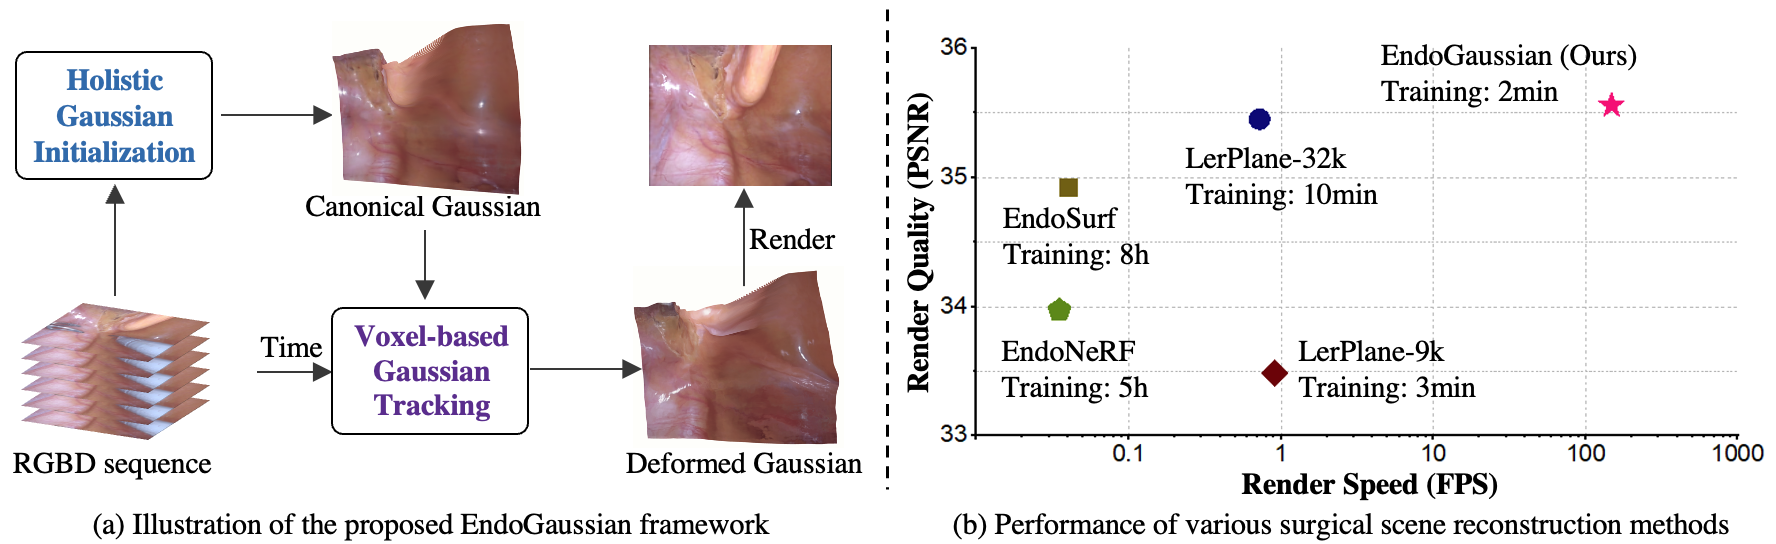 Holistic
Gaussian
Initialization
Canonical Gaussian
Render
Time
Voxel-based
Gaussian
Tracking
RGBD sequence
Deformed Gaussian
(a) Illustration of the proposed EndoGaussian framework
Render Quality (PSNR)
36
35
34
33
EndoGaussian (Ours)
Training: 2min
LerPlane-32k
Training: 10min
EndoSurf
Training: 8h
EndoNeRF
Training: 5h
LerPlane-9k
Training: 3min
0.1
1
10
100
1000
Render Speed (FPS)
(b) Performance of various surgical scene reconstruction methods